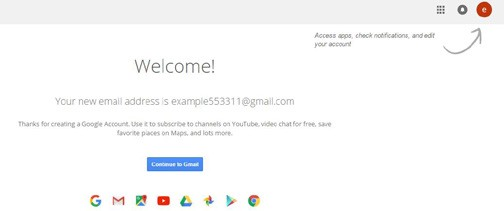 e
Access apps, check notifications, and edit
your account
Welcome!
Your new email address is example553311@gmail.com
Thanks for creating a Google Account. Use it to subscribe to channels on YouTube, video chat for free, save
favorite places on Maps, and lots more.
Continue to Gmail